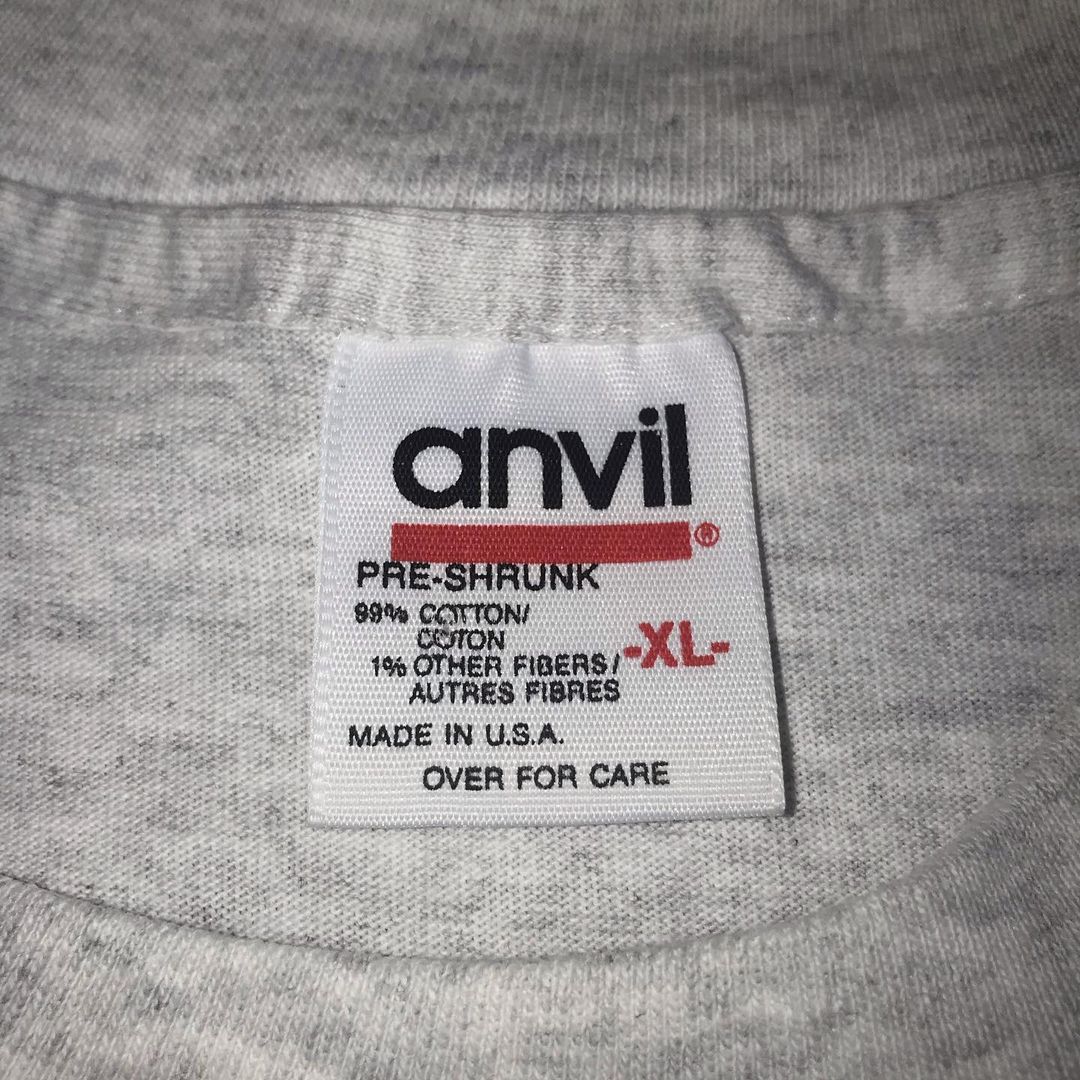 anvil®
PRE-SHRUNK
99% COTTON/
COTON
-XL-
1% OTHER FIBERS/
AUTRES FIBRES
MADE IN U.S.A.
OVER FOR CARE